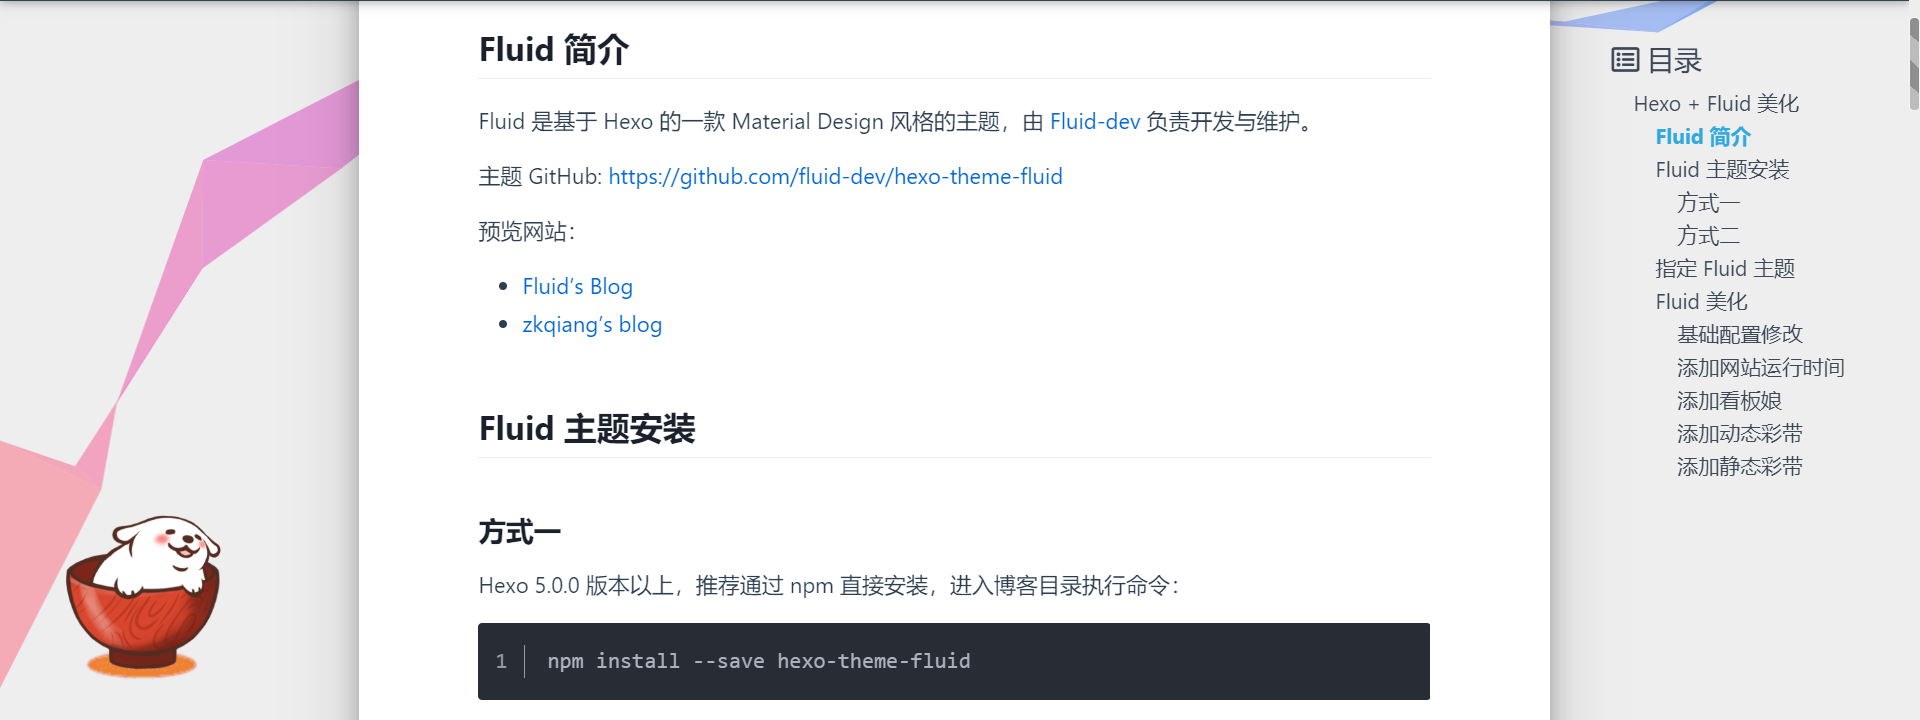 Fluid 简介
Fluid 是基于 Hexo 的一款 Material Design 风格的主题，由 Fluid-dev 负责开发与维护。
主题 GitHub: https://github.com/fluid-dev/hexo-theme-fluid
预览网站：
Fluid’s Blog
zkqiang’s blog
Fluid 主题安装
方式一
Hexo 5.0.0 版本以上，推荐通过 npm 直接安装，进入博客目录执行命令：
1 npm install --save hexo-theme-fluid
目录
Hexo + Fluid 美化
Fluid 简介
Fluid 主题安装
方式一
方式二
指定 Fluid 主题
Fluid 美化
基础配置修改
添加网站运行时间
添加看板娘
添加动态彩带
添加静态彩带